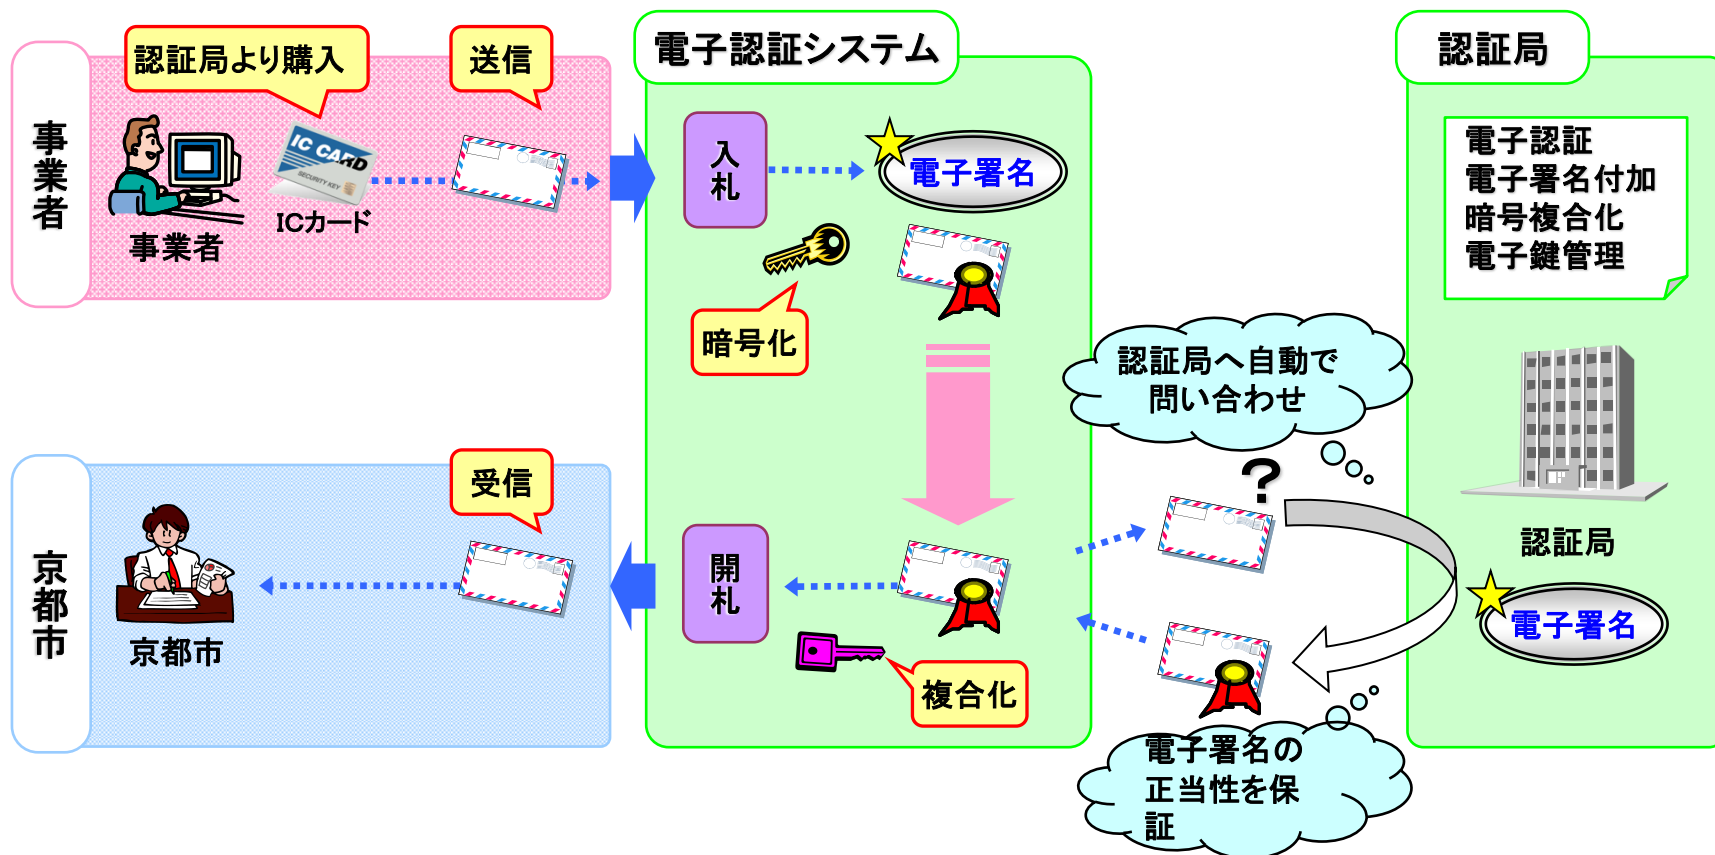 事業者
認証局より購入
送信
事業者
IC CARD
SECURITY KEY
ICカード
電子認証システム
入札
電子署名
暗号化
認証局
電子認証
電子署名付加
暗号複合化
電子鍵管理
認証局へ自動で
問い合わせ
?
認証局
電子署名
京都市
受信
京都市
開札
複合化
電子署名の
正当性を保
証